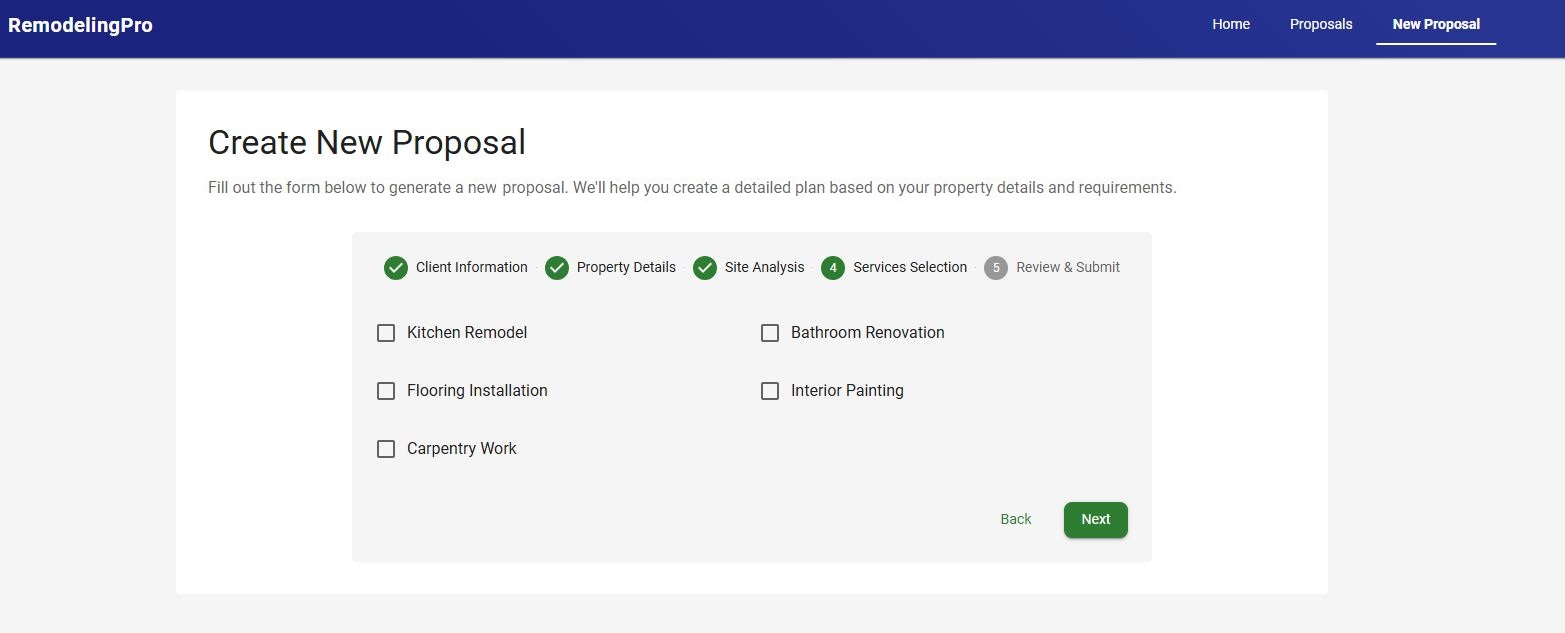 RemodelingPro Home Proposals New Proposal
Create New Proposal
Fill out the form below to generate a new proposal. We'll help you create a detailed plan based on your property details and requirements.
Client Information Property Details Site Analysis 4 Services Selection 5 Review & Submit
Kitchen Remodel Bathroom Renovation
Flooring Installation Interior Painting
Carpentry Work
Back Next